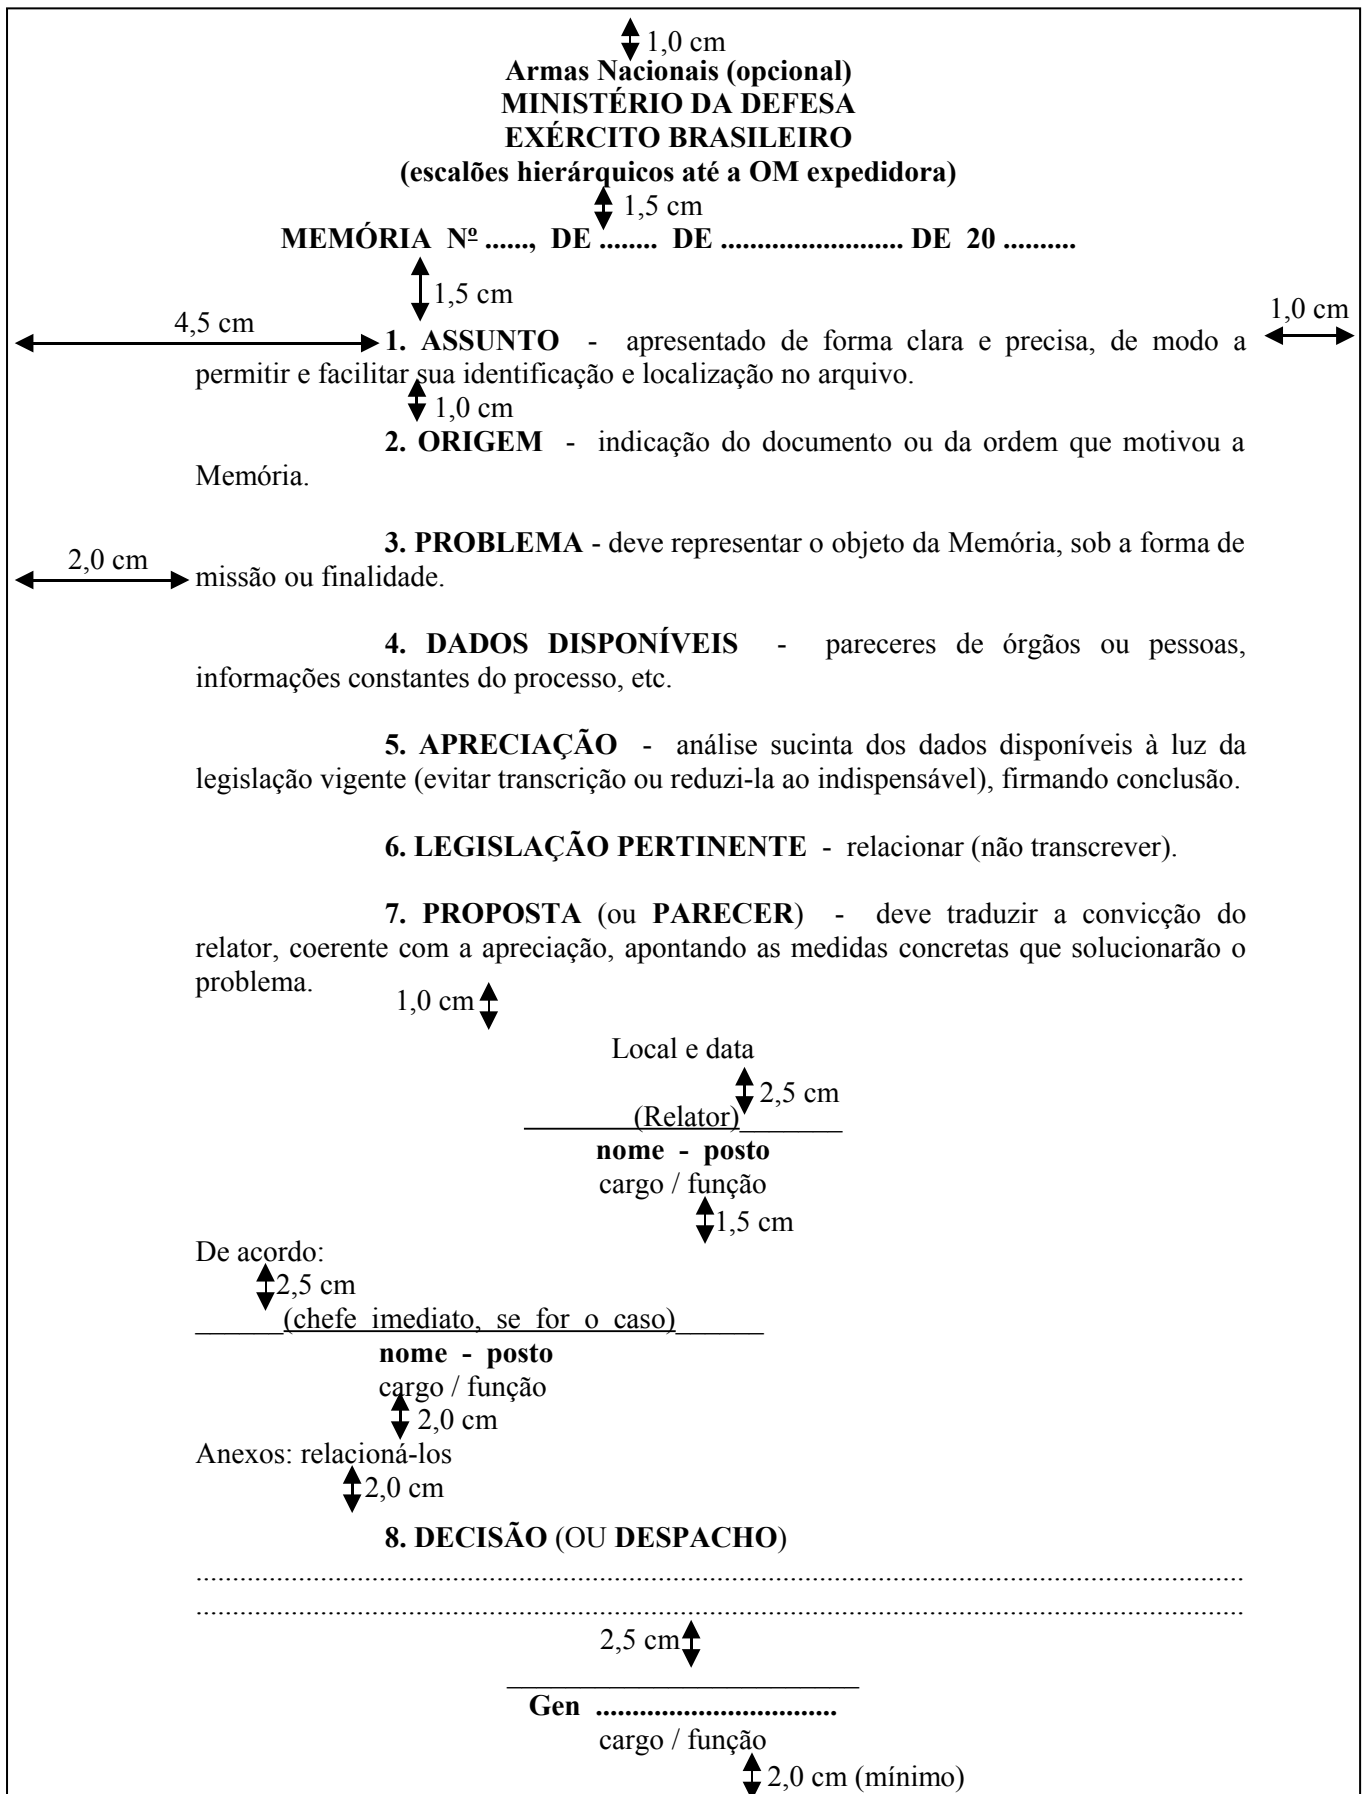 1,0 cm
Armas Nacionais (opcional)
MINISTÉRIO DA DEFESA
EXÉRCITO BRASILEIRO
(escalões hierárquicos até a OM expedidora)
1,5 cm
MEMÓRIA Nº ......, DE ........ DE ......................... DE 20 ..........
1,5 cm
4,5 cm
1,0 cm
1. ASSUNTO - apresentado de forma clara e precisa, de modo a
permitir e facilitar sua identificação e localização no arquivo.
1,0 cm
2. ORIGEM - indicação do documento ou da ordem que motivou a
Memória.
3. PROBLEMA - deve representar o objeto da Memória, sob a forma de
2,0 cm
missão ou finalidade.
4. DADOS DISPONÍVEIS - pareceres de órgãos ou pessoas,
informações constantes do processo, etc.
5. APRECIAÇÃO - análise sucinta dos dados disponíveis à luz da
legislação vigente (evitar transcrição ou reduzi-la ao indispensável), firmando conclusão.
6. LEGISLAÇÃO PERTINENTE - relacionar (não transcrever).
7. PROPOSTA (ou PARECER) - deve traduzir a convicção do
relator, coerente com a apreciação, apontando as medidas concretas que solucionarão o
problema.
1,0 cm
Local e data
2,5 cm
_______(Relator)_______
nome - posto
cargo / função
1,5 cm
De acordo:
2,5 cm
______(chefe imediato, se for o caso)______
nome - posto
cargo / função
2,0 cm
Anexos: relacioná-los
2,0 cm
8. DECISÃO (OU DESPACHO)
................................................................................................................................................
................................................................................................................................................
2,5 cm
________________________
Gen .................................
cargo / função
2,0 cm (mínimo)